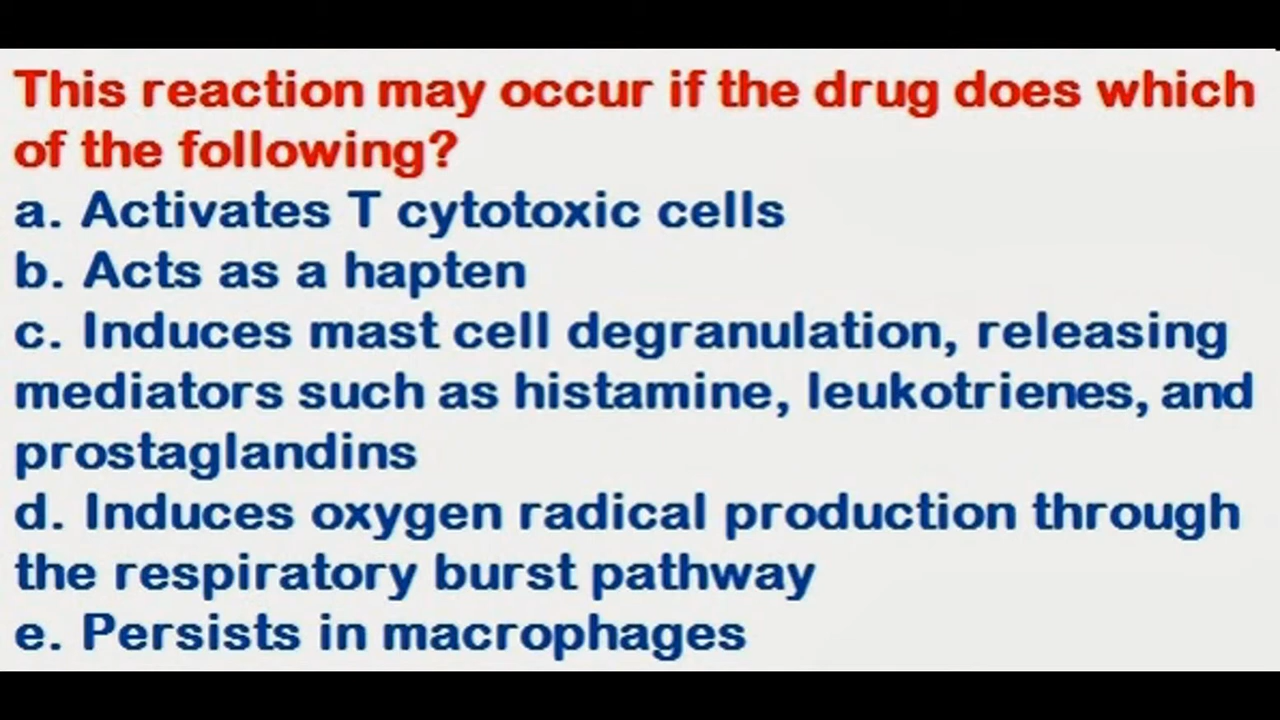 This reaction may occur if the drug does which
of the following?
a. Activates T cytotoxic cells
b. Acts as a hapten
c. Induces mast cell degranulation, releasing
mediators such as histamine, leukotrienes, and
prostaglandins
d. Induces oxygen radical production through
the respiratory burst pathway
e. Persists in macrophages